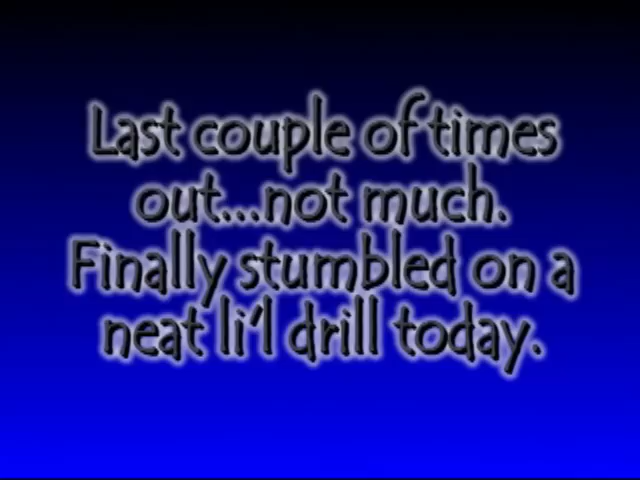 Last couple of times
out...not much.
Finally stumbled on a
neat li'l drill today.